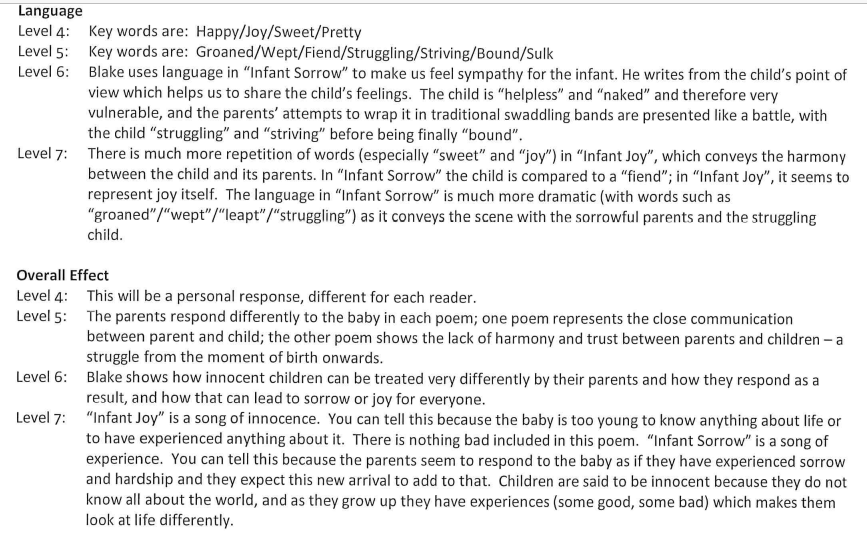 Language
Level 4: Key words are: Happy/Joy/Sweet/Pretty
Level 5: Key words are: Groaned/Wept/Fiend/Struggling/Striving/Bound/Sulk
Level 6: Blake uses language in "Infant Sorrow" to make us feel sympathy for the infant. He writes from the child's point of
view which helps us to share the child's feelings. The child is "helpless" and "naked" and therefore very
vulnerable, and the parents' attempts to wrap it in traditional swaddling bands are presented like a battle, with
the child "struggling" and "striving" before being finally "bound".
Level 7: There is much more repetition of words (especially "sweet" and "joy") in "Infant Joy", which conveys the harmony
between the child and its parents. In "Infant Sorrow" the child is compared to a "fiend"; in "Infant Joy", it seems to
represent joy itself. The language in "Infant Sorrow" is much more dramatic (with words such as
"groaned"/"wept"/"leapt"/"struggling") as it conveys the scene with the sorrowful parents and the struggling
child.
Overall Effect
Level 4: This will be a personal response, different for each reader.
Level 5: The parents respond differently to the baby in each poem; one poem represents the close communication
between parent and child; the other poem shows the lack of harmony and trust between parents and children – a
struggle from the moment of birth onwards.
Level 6: Blake shows how innocent children can be treated very differently by their parents and how they respond as a
result, and how that can lead to sorrow or joy for everyone.
Level 7: "Infant Joy" is a song of innocence. You can tell this because the baby is too young to know anything about life or
to have experienced anything about it. There is nothing bad included in this poem. "Infant Sorrow" is a song of
experience. You can tell this because the parents seem to respond to the baby as if they have experienced sorrow
and hardship and they expect this new arrival to add to that. Children are said to be innocent because they do not
know all about the world, and as they grow up they have experiences (some good, some bad) which makes them
look at life differently.